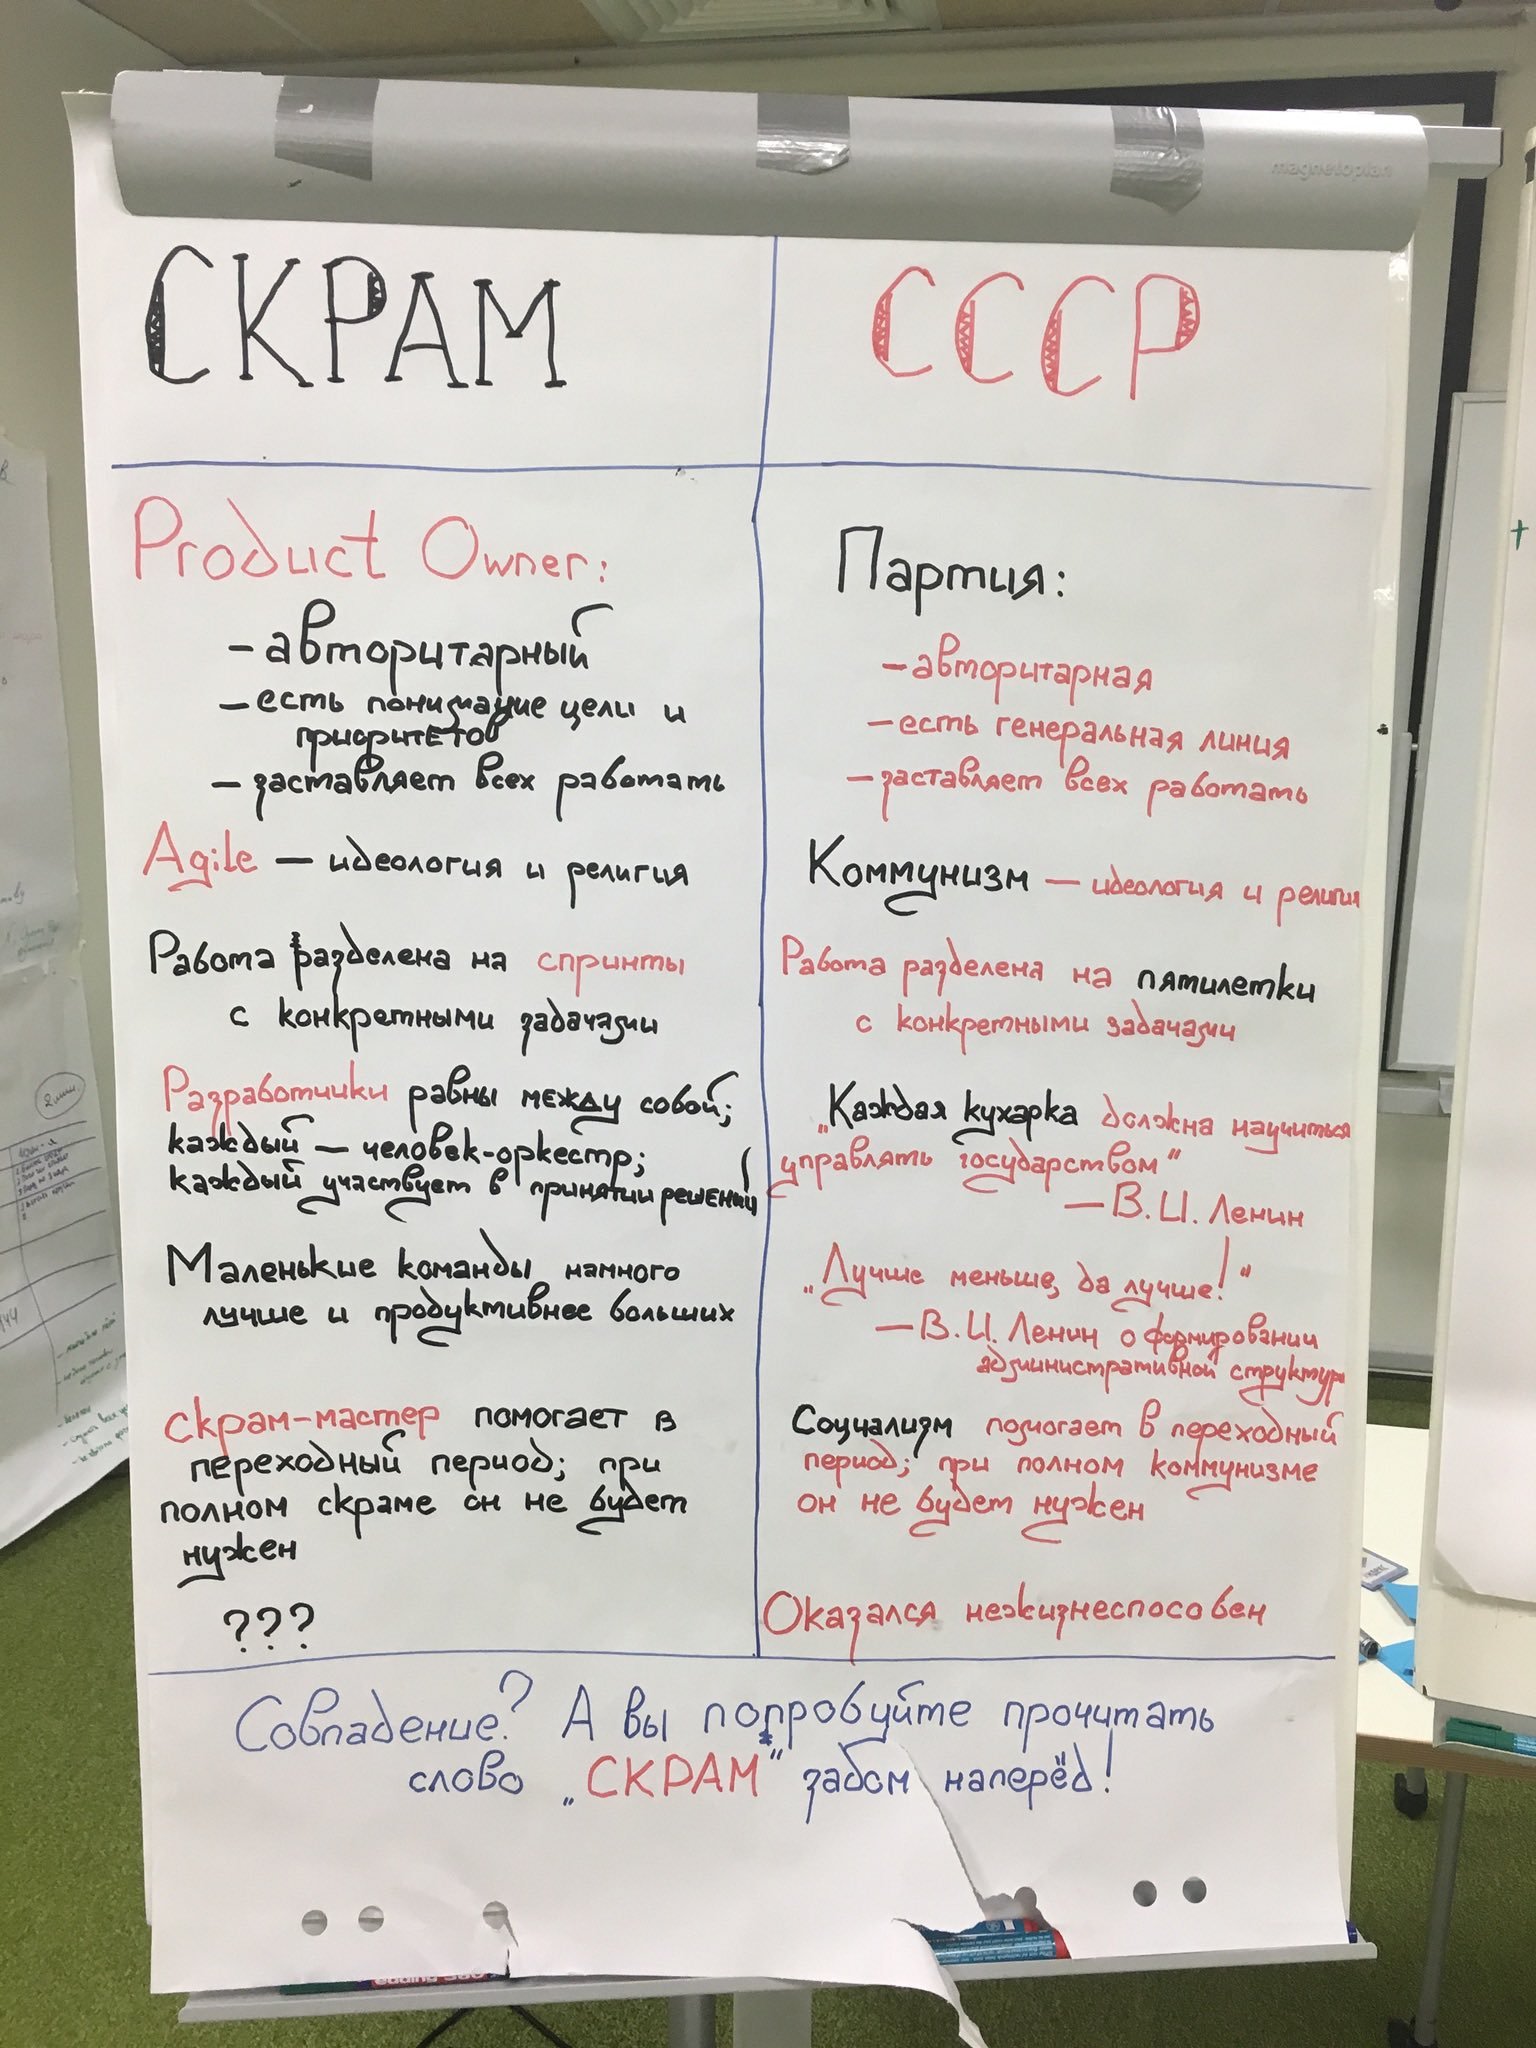 magnetoplan
СКРАМ
Product Owner:
– авторитарный
– есть понимание цели и
приоритетов
– заставляет всех работать
Agile – идеология и религия
Работа разделена на спринты
с конкретными задачами
Разработчики равны между собой;
каждый – человек-оркестр;
каждый участвует в принятии решений
Маленькие команды намного
лучше и продуктивнее больших
скрам-мастер помогает в
переходный период; при
полном скраме он не будет
нужен
???
СССР
Партия:
– авторитарная
– есть генеральная линия
– заставляет всех работать
Коммунизм – идеология и религия
Работа разделена на пятилетки
с конкретными задачами
„Каждая кухарка должна научиться
управлять государством“
– В. И. Ленин
„Лучше меньше, да лучше!“
– В. И. Ленин о формировании
административной структуры
Социализм помогает в переходный
период; при полном коммунизме
он не будет нужен
Оказался нежизнеспособен
Совпадение? А вы попробуйте прочитать
слово „СКРАМ“ задом наперёд!